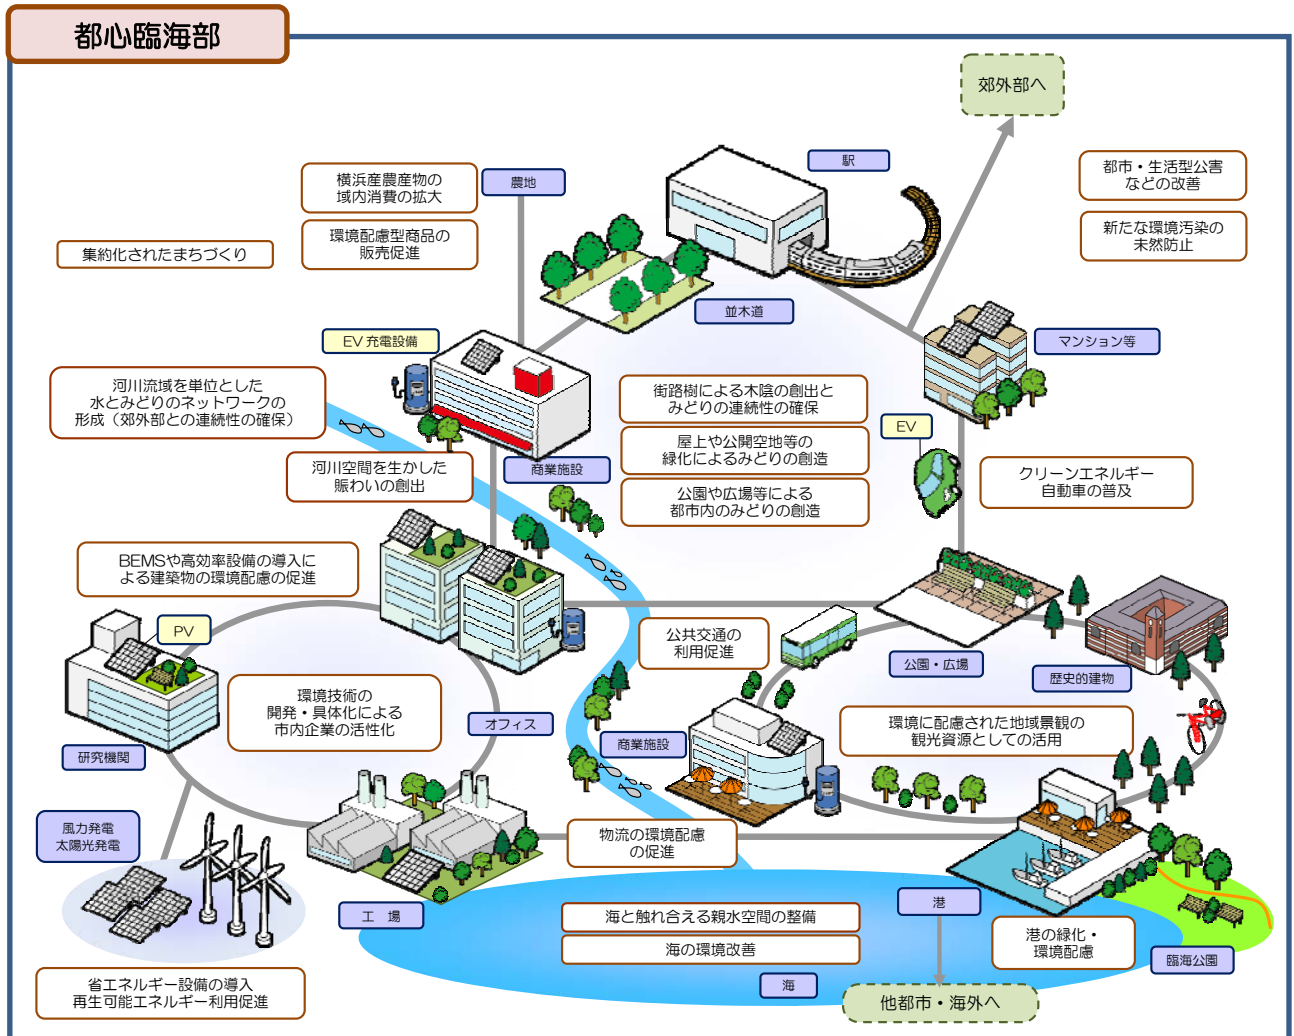 都心臨海部
郊外部へ
駅
都市・生活型公害
などの改善
横浜産農産物の
域内消費の拡大
農地
環境配慮型商品の
販売促進
新たな環境汚染の
未然防止
集約化されたまちづくり
並木道
EV 充電設備
マンション等
河川流域を単位とした
水とみどりのネットワークの
形成（郊外部との連続性の確保）
街路樹による木陰の創出と
みどりの連続性の確保
EV
屋上や公開空地等の
緑化によるみどりの創造
河川空間を生かした
賑わいの創出
商業施設
クリーンエネルギー
自動車の普及
公園や広場等による
都市内のみどりの創造
BEMSや高効率設備の導入に
よる建築物の環境配慮の促進
PV
公共交通の
利用促進
公園・広場
歴史的建物
環境技術の
開発・具体化による
市内企業の活性化
オフィス
商業施設
環境に配慮された地域景観の
観光資源としての活用
研究機関
風力発電
太陽光発電
物流の環境配慮
の促進
工　場
海と触れ合える親水空間の整備
港
海の環境改善
港の緑化・
環境配慮
臨海公園
省エネルギー設備の導入
再生可能エネルギー利用促進
海
他都市・海外へ